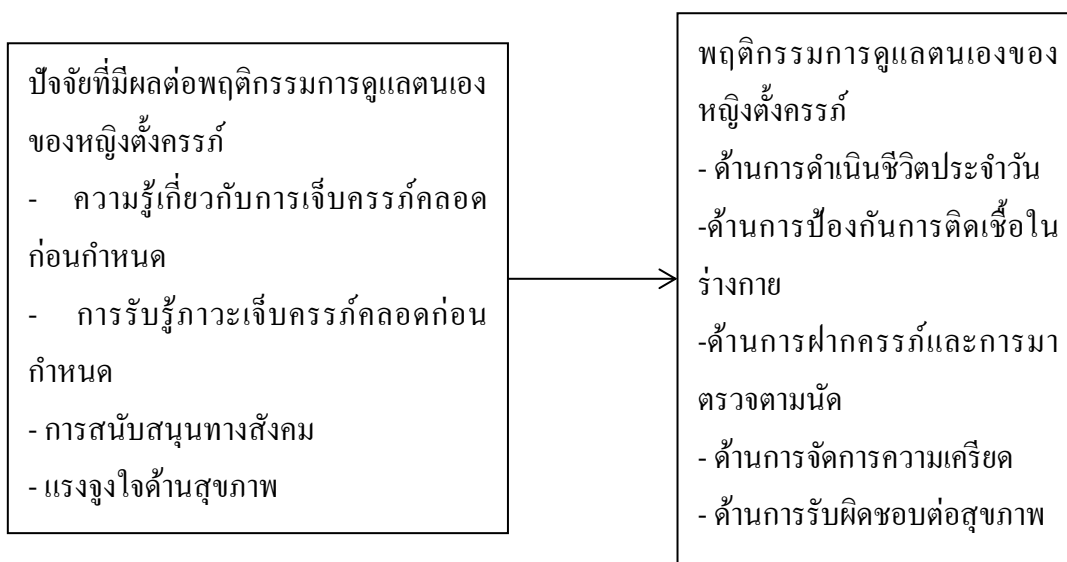 ปัจจัยที่มีผลต่อพฤติกรรมการดูแลตนเอง
ของหญิงตั้งครรภ์
- ความรู้เกี่ยวกับการเจ็บครรภ์คลอด
ก่อนกำหนด
- การรับรู้ภาวะเจ็บครรภ์คลอดก่อน
กำหนด
- การสนับสนุนทางสังคม
- แรงจูงใจด้านสุขภาพ
พฤติกรรมการดูแลตนเองของ
หญิงตั้งครรภ์
- ด้านการดำเนินชีวิตประจำวัน
-ด้านการป้องกันการติดเชื้อใน
ร่างกาย
-ด้านการฝากครรภ์และการมา
ตรวจตามนัด
- ด้านการจัดการความเครียด
- ด้านการรับผิดชอบต่อสุขภาพ